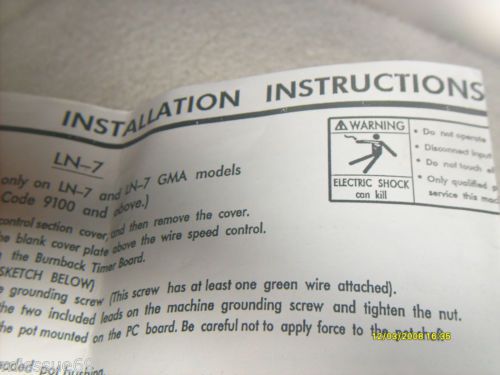 INSTALLATION INSTRUCTIONS
WARNING
ELECTRIC SHOCK
can kill
• Do not operate
• Disconnect input
• Do not touch
• Only qualified
service this
LN-7
only on LN-7 and LN-7 GMA models
Code 9100 and above.)
control section cover, and then remove the cover.
blank cover plate above the wire speed control.
the Burnback Timer Board.
SKETCH BELOW)
grounding screw (This screw has at least one green wire attached).
the two included leads on the machine grounding screw and tighten the nut.
the pot mounted on the PC board. Be careful not to apply force to the
12/03/2008 16:36